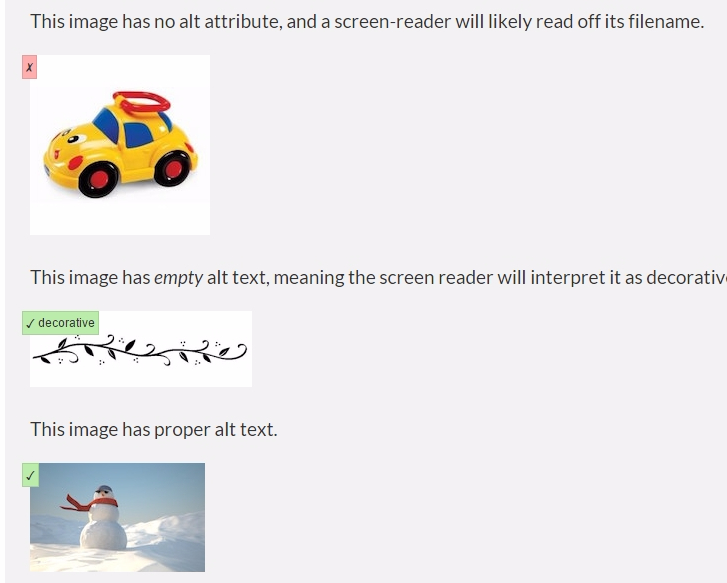 This image has no alt attribute, and a screen-reader will likely read off its filename.
✗
This image has empty alt text, meaning the screen reader will interpret it as decorativ
✓ decorative
This image has proper alt text.
✓